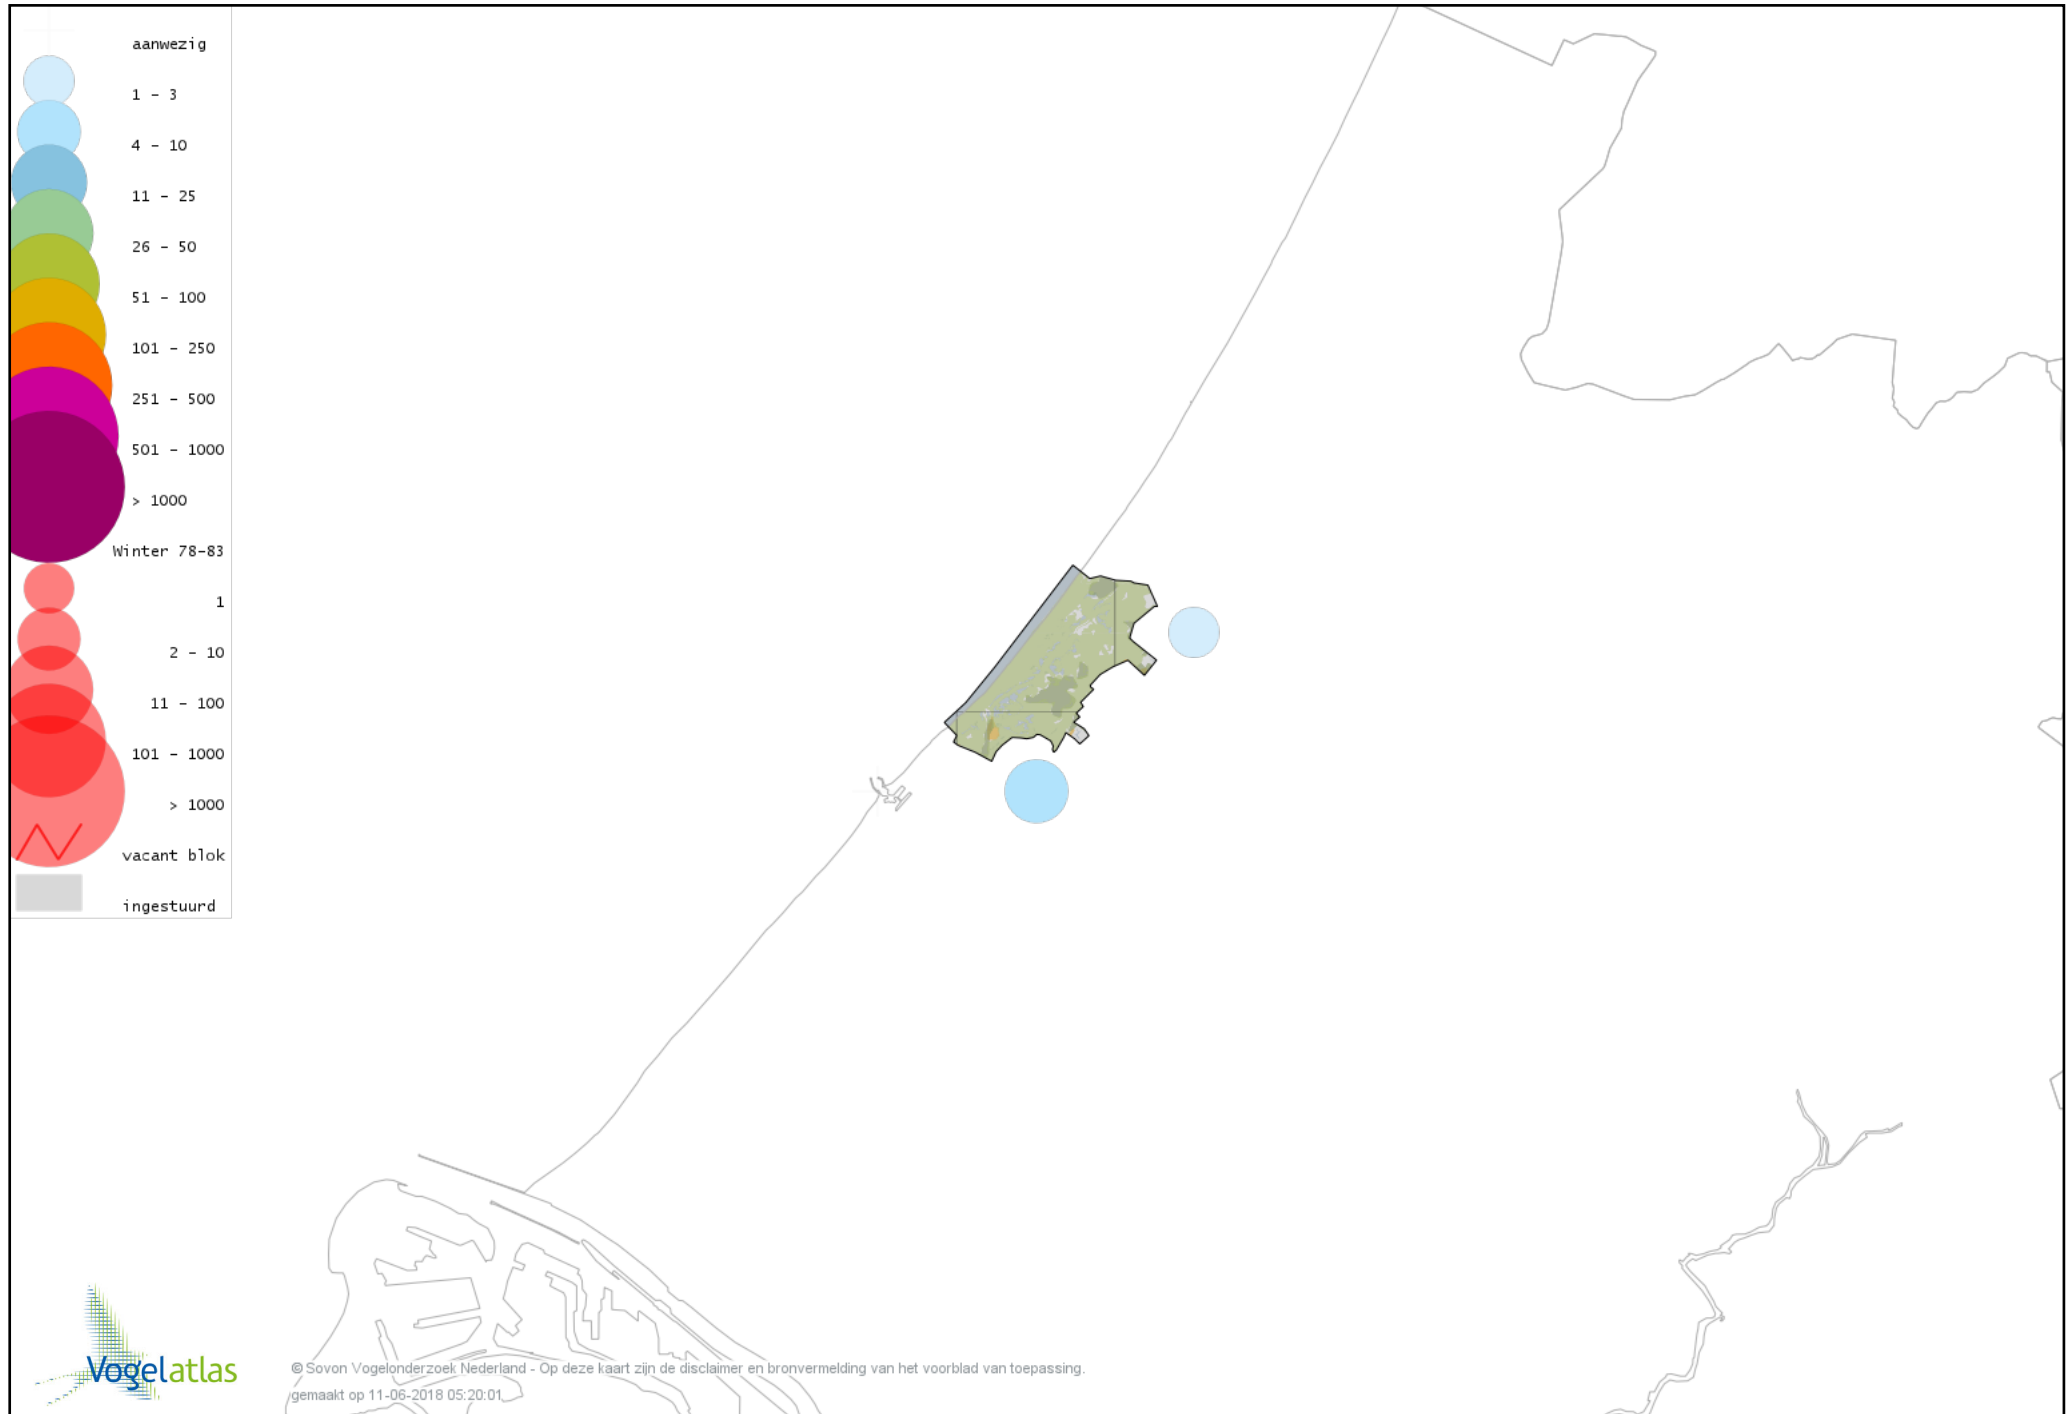 aanwezig
1 - 3
4 - 10
11 - 25
26 - 50
51 - 100
101 - 250
251 - 500
501 - 1000
> 1000
Winter 78-83
1
2 - 10
11 - 100
101 - 1000
> 1000
vacant blok
ingestuurd
Vogelatlas
© Sovon Vogelonderzoek Nederland - Op deze kaart zijn de disclaimer en bronvermelding van het voorblad van toepassing.
gemaakt op 11-06-2018 05:20:01